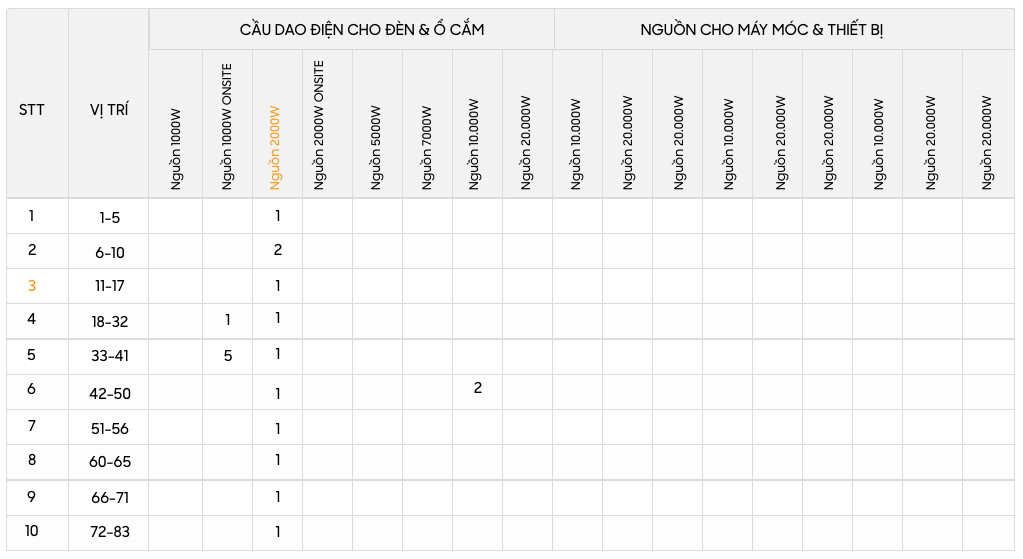 CẦU DAO ĐIỆN CHO ĐÈN & Ổ CẮM NGUỒN CHO MÁY MÓC & THIẾT BỊ
STT VỊ TRÍ Nguồn 1000W Nguồn 1000W ONSITE Nguồn 2000W Nguồn 2000W ONSITE Nguồn 5000W Nguồn 7000W Nguồn 10.000W Nguồn 20.000W Nguồn 10.000W Nguồn 20.000W Nguồn 20.000W Nguồn 10.000W Nguồn 20.000W Nguồn 20.000W Nguồn 10.000W Nguồn 20.000W Nguồn 20.000W
1 1-5 1
2 6-10 2
3 11-17 1
4 18-32 1 1
5 33-41 5 1
6 42-50 1 2
7 51-56 1
8 60-65 1
9 66-71 1
10 72-83 1